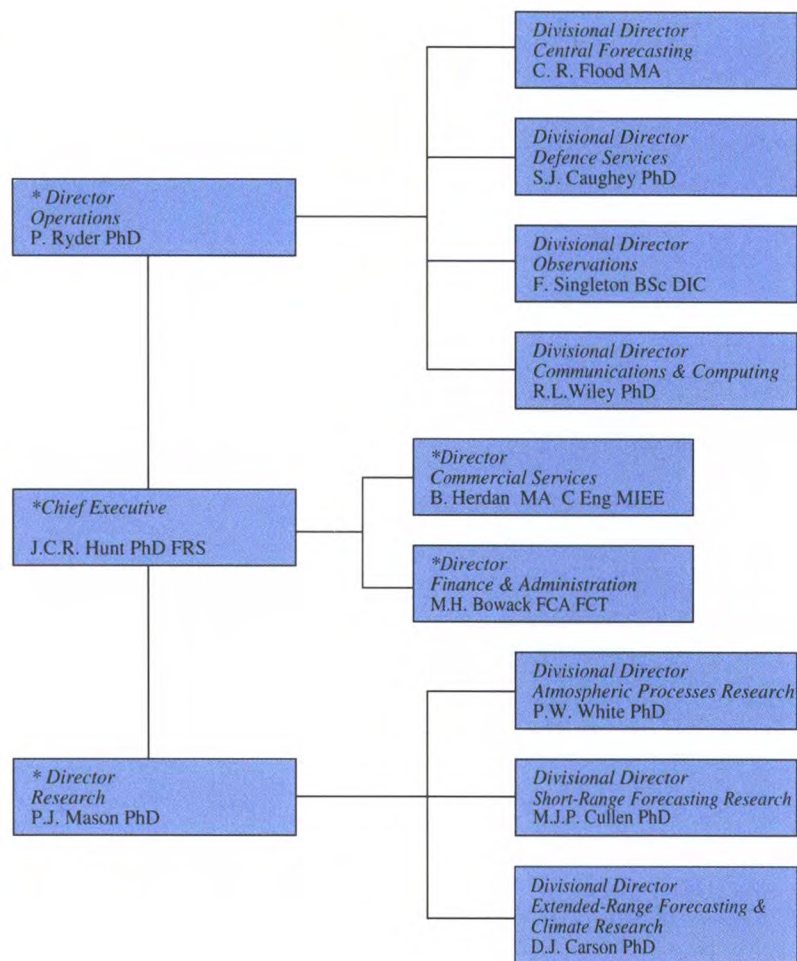 Divisional Director
Central Forecasting
C. R. Flood MA
Divisional Director
Defence Services
S.J. Caughey PhD
* Director
Operations
P. Ryder PhD
Divisional Director
Observations
F. Singleton BSc DIC
Divisional Director
Communications & Computing
R.L.Wiley PhD
*Director
Commercial Services
B. Herdan MA C Eng MIEE
*Chief Executive
J.C.R. Hunt PhD FRS
*Director
Finance & Administration
M.H. Bowack FCA FCT
Divisional Director
Atmospheric Processes Research
P.W. White PhD
* Director
Research
P.J. Mason PhD
Divisional Director
Short-Range Forecasting Research
M.J.P. Cullen PhD
Divisional Director
Extended-Range Forecasting &
Climate Research
D.J. Carson PhD